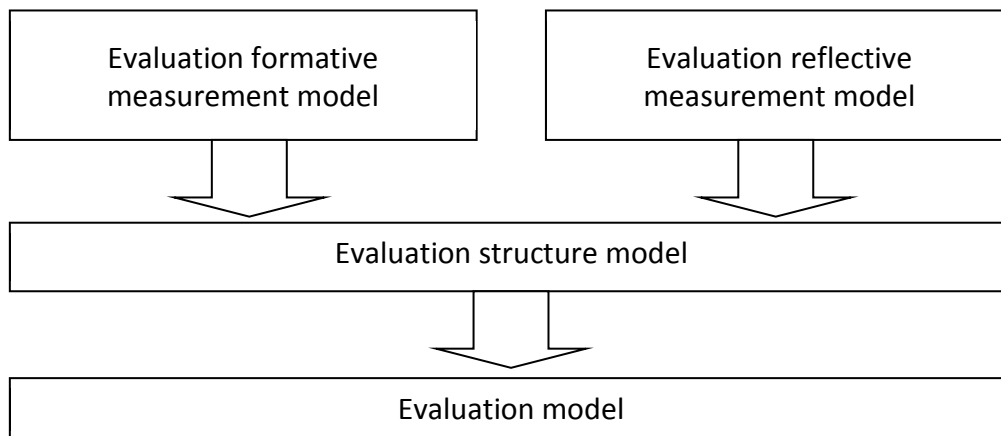 Evaluation formative
measurement model
Evaluation reflective
measurement model
Evaluation structure model
Evaluation model